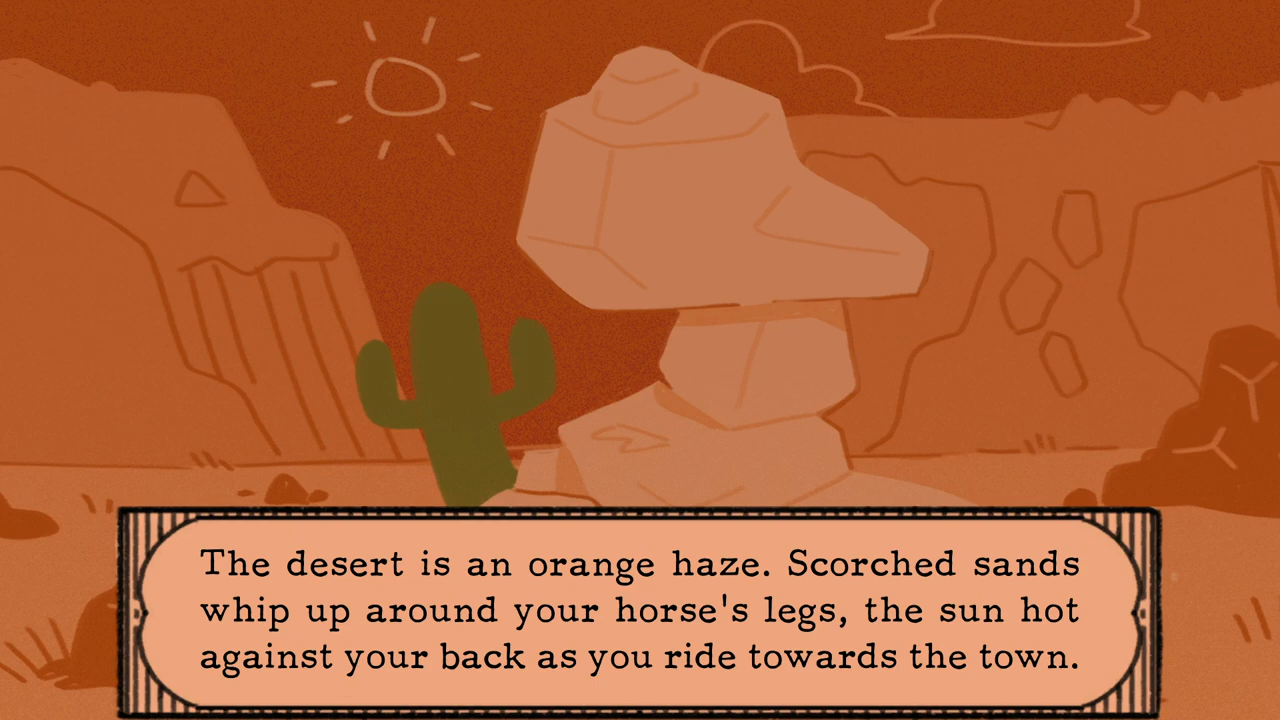 The desert is an orange haze. Scorched sands
whip up around your horse's legs, the sun hot
against your back as you ride towards the town.